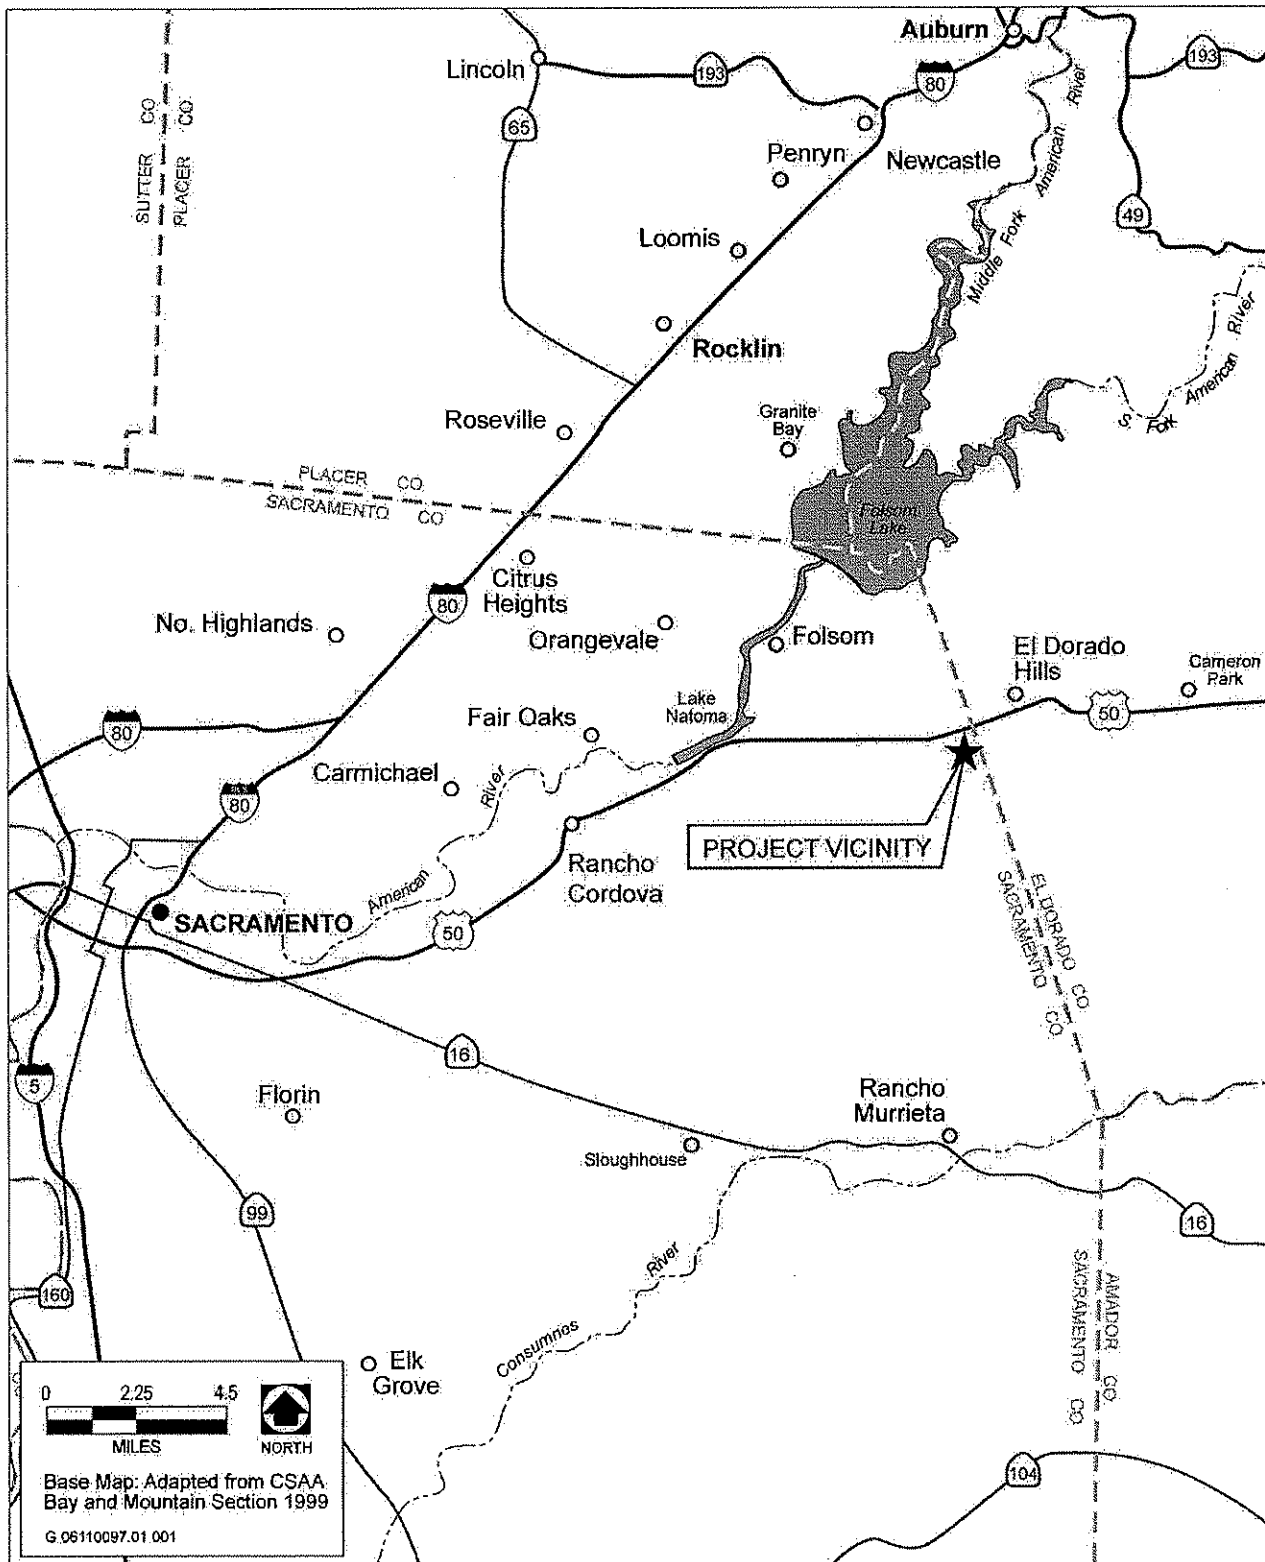 Auburn
Lincoln
193
80
193
65
SUTTER CO
PLACER CO
Penryn
Newcastle
River
American
Middle Fork
49
Loomis
Rocklin
River
American
S. Fork
Granite
Bay
Roseville
PLACER CO
SACRAMENTO CO
Folsom
Lake
Citrus
Heights
80
No. Highlands
Orangevale
Folsom
El Dorado
Hills
Cameron
Park
Lake
Natoma
50
80
Fair Oaks
Carmichael
River
80
PROJECT VICINITY
Rancho
Cordova
American
SACRAMENTO
50
EL DORADO CO
SACRAMENTO CO
16
5
Florin
Rancho
Murrieta
Sloughhouse
99
16
River
Consumnes
SACRAMENTO CO
AMADOR CO
160
Elk
Grove
104
0 2.25 4.5
MILES
NORTH
Base Map: Adapted from CSAA
Bay and Mountain Section 1999
G 06110097.01 001